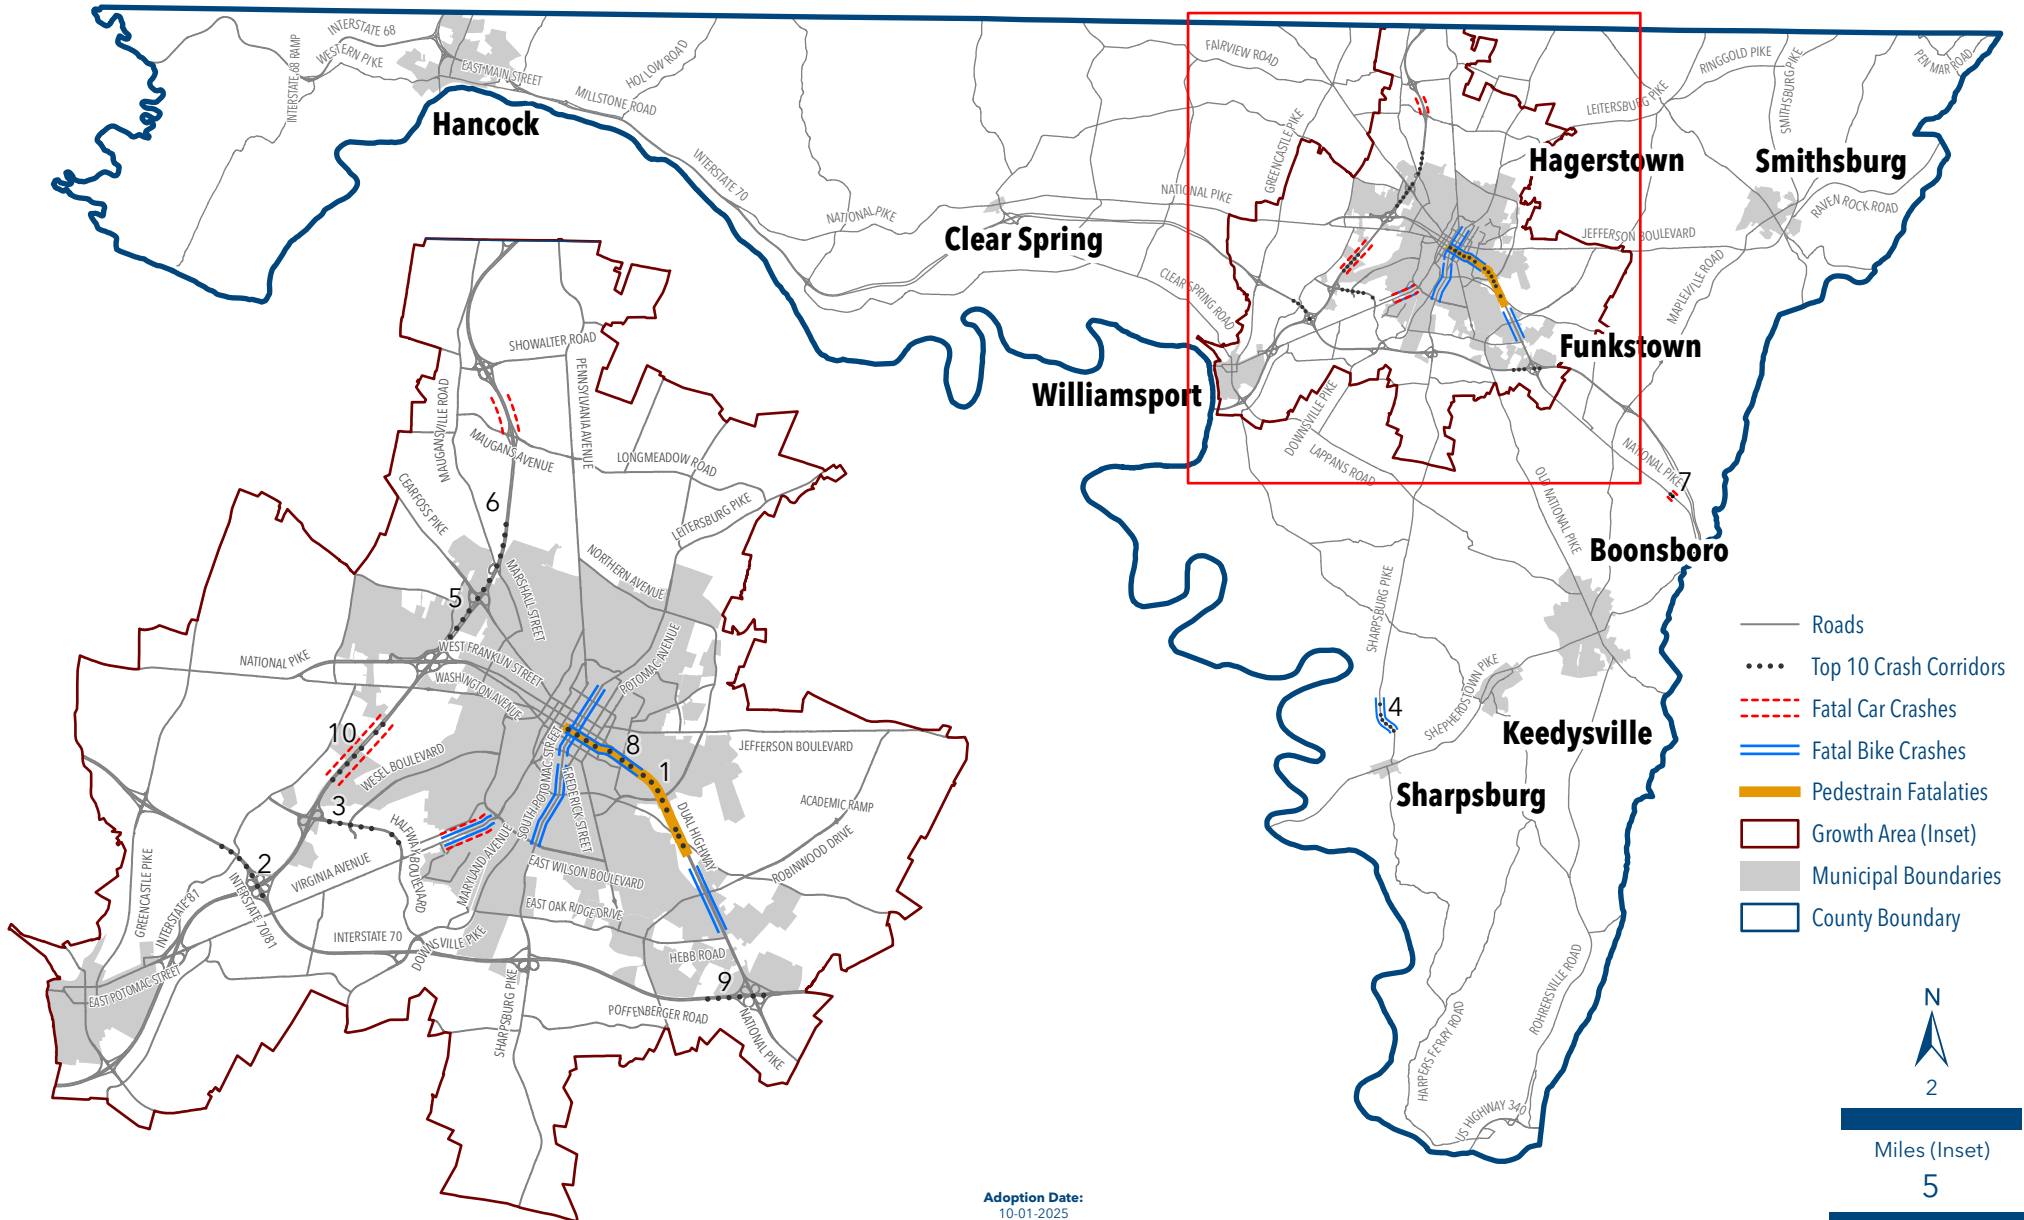 INTERSTATE 68
WESTERN PIKE
INTERSTATE 68 RAMP
EAST MAIN STREET
HOLLOW ROAD
MILLSTONE ROAD
Hancock
INTERSTATE 70
NATIONAL PIKE
Clear Spring
NATIONAL PIKE
CLEAR SPRING ROAD
FAIRVIEW ROAD
GREENCASTLE PIKE
LEITERSBURG PIKE
RINGGOLD PIKE
SMITHSBURG PIKE
PEN MAR ROAD
Hagerstown
Smithsburg
RAVEN ROCK ROAD
JEFFERSON BOULEVARD
MAPLEVILLE ROAD
Funkstown
Williamsport
DOWNSVILLE PIKE
LAPPANS ROAD
NATIONAL PIKE
7
OLD NATIONAL PIKE
Boonsboro
SHARPSBURG PIKE
4
SHEPHERDSTOWN PIKE
Keedysville
Sharpsburg
ROHRERSVILLE ROAD
HARPERS FERRY ROAD
US HIGHWAY 340
SHOWALTER ROAD
MAUGANSVILLE ROAD
PENNSYLVANIA AVENUE
MAUGANS AVENUE
LONGMEADOW ROAD
CEARFOSS PIKE
6
LEITERSBURG PIKE
NORTHERN AVENUE
MARSHALL STREET
5
WEST FRANKLIN STREET
NATIONAL PIKE
WASHINGTON AVENUE
POTOMAC AVENUE
10
WESEL BOULEVARD
SOUTH POTOMAC STREET
FREDERICK STREET
8
1
JEFFERSON BOULEVARD
3
HALFWAY BOULEVARD
DUAL HIGHWAY
ACADEMIC RAMP
ROBINWOOD DRIVE
2
VIRGINIA AVENUE
MARYLAND AVENUE
EAST WILSON BOULEVARD
GREENCASTLE PIKE
INTERSTATE 81
INTERSTATE 70/81
EAST OAK RIDGE DRIVE
INTERSTATE 70
DOWNSVILLE PIKE
HEBB ROAD
EAST POTOMAC STREET
SHARPSBURG PIKE
9
POFFENBERGER ROAD
NATIONAL PIKE
Roads
Top 10 Crash Corridors
Fatal Car Crashes
Fatal Bike Crashes
Pedestrain Fatalaties
Growth Area (Inset)
Municipal Boundaries
County Boundary
N
2
Miles (Inset)
5
Adoption Date:
10-01-2025